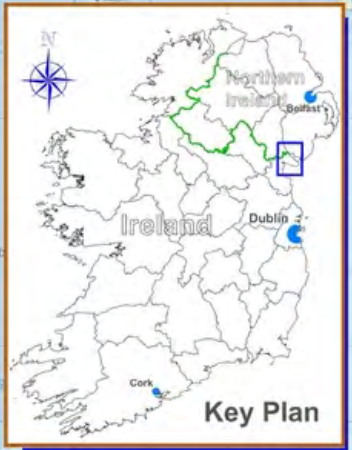 N
Northern
Ireland
Belfast
Ireland
Dublin
Cork
Key Plan